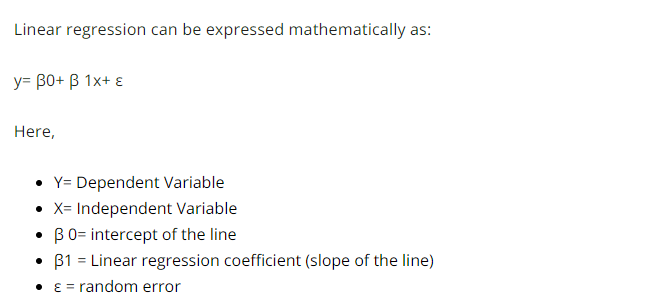 Linear regression can be expressed mathematically as:
y= β0+ β 1x+ ε
Here,
• Y= Dependent Variable
• X= Independent Variable
• β 0= intercept of the line
• β1 = Linear regression coefficient (slope of the line)
• ε = random error